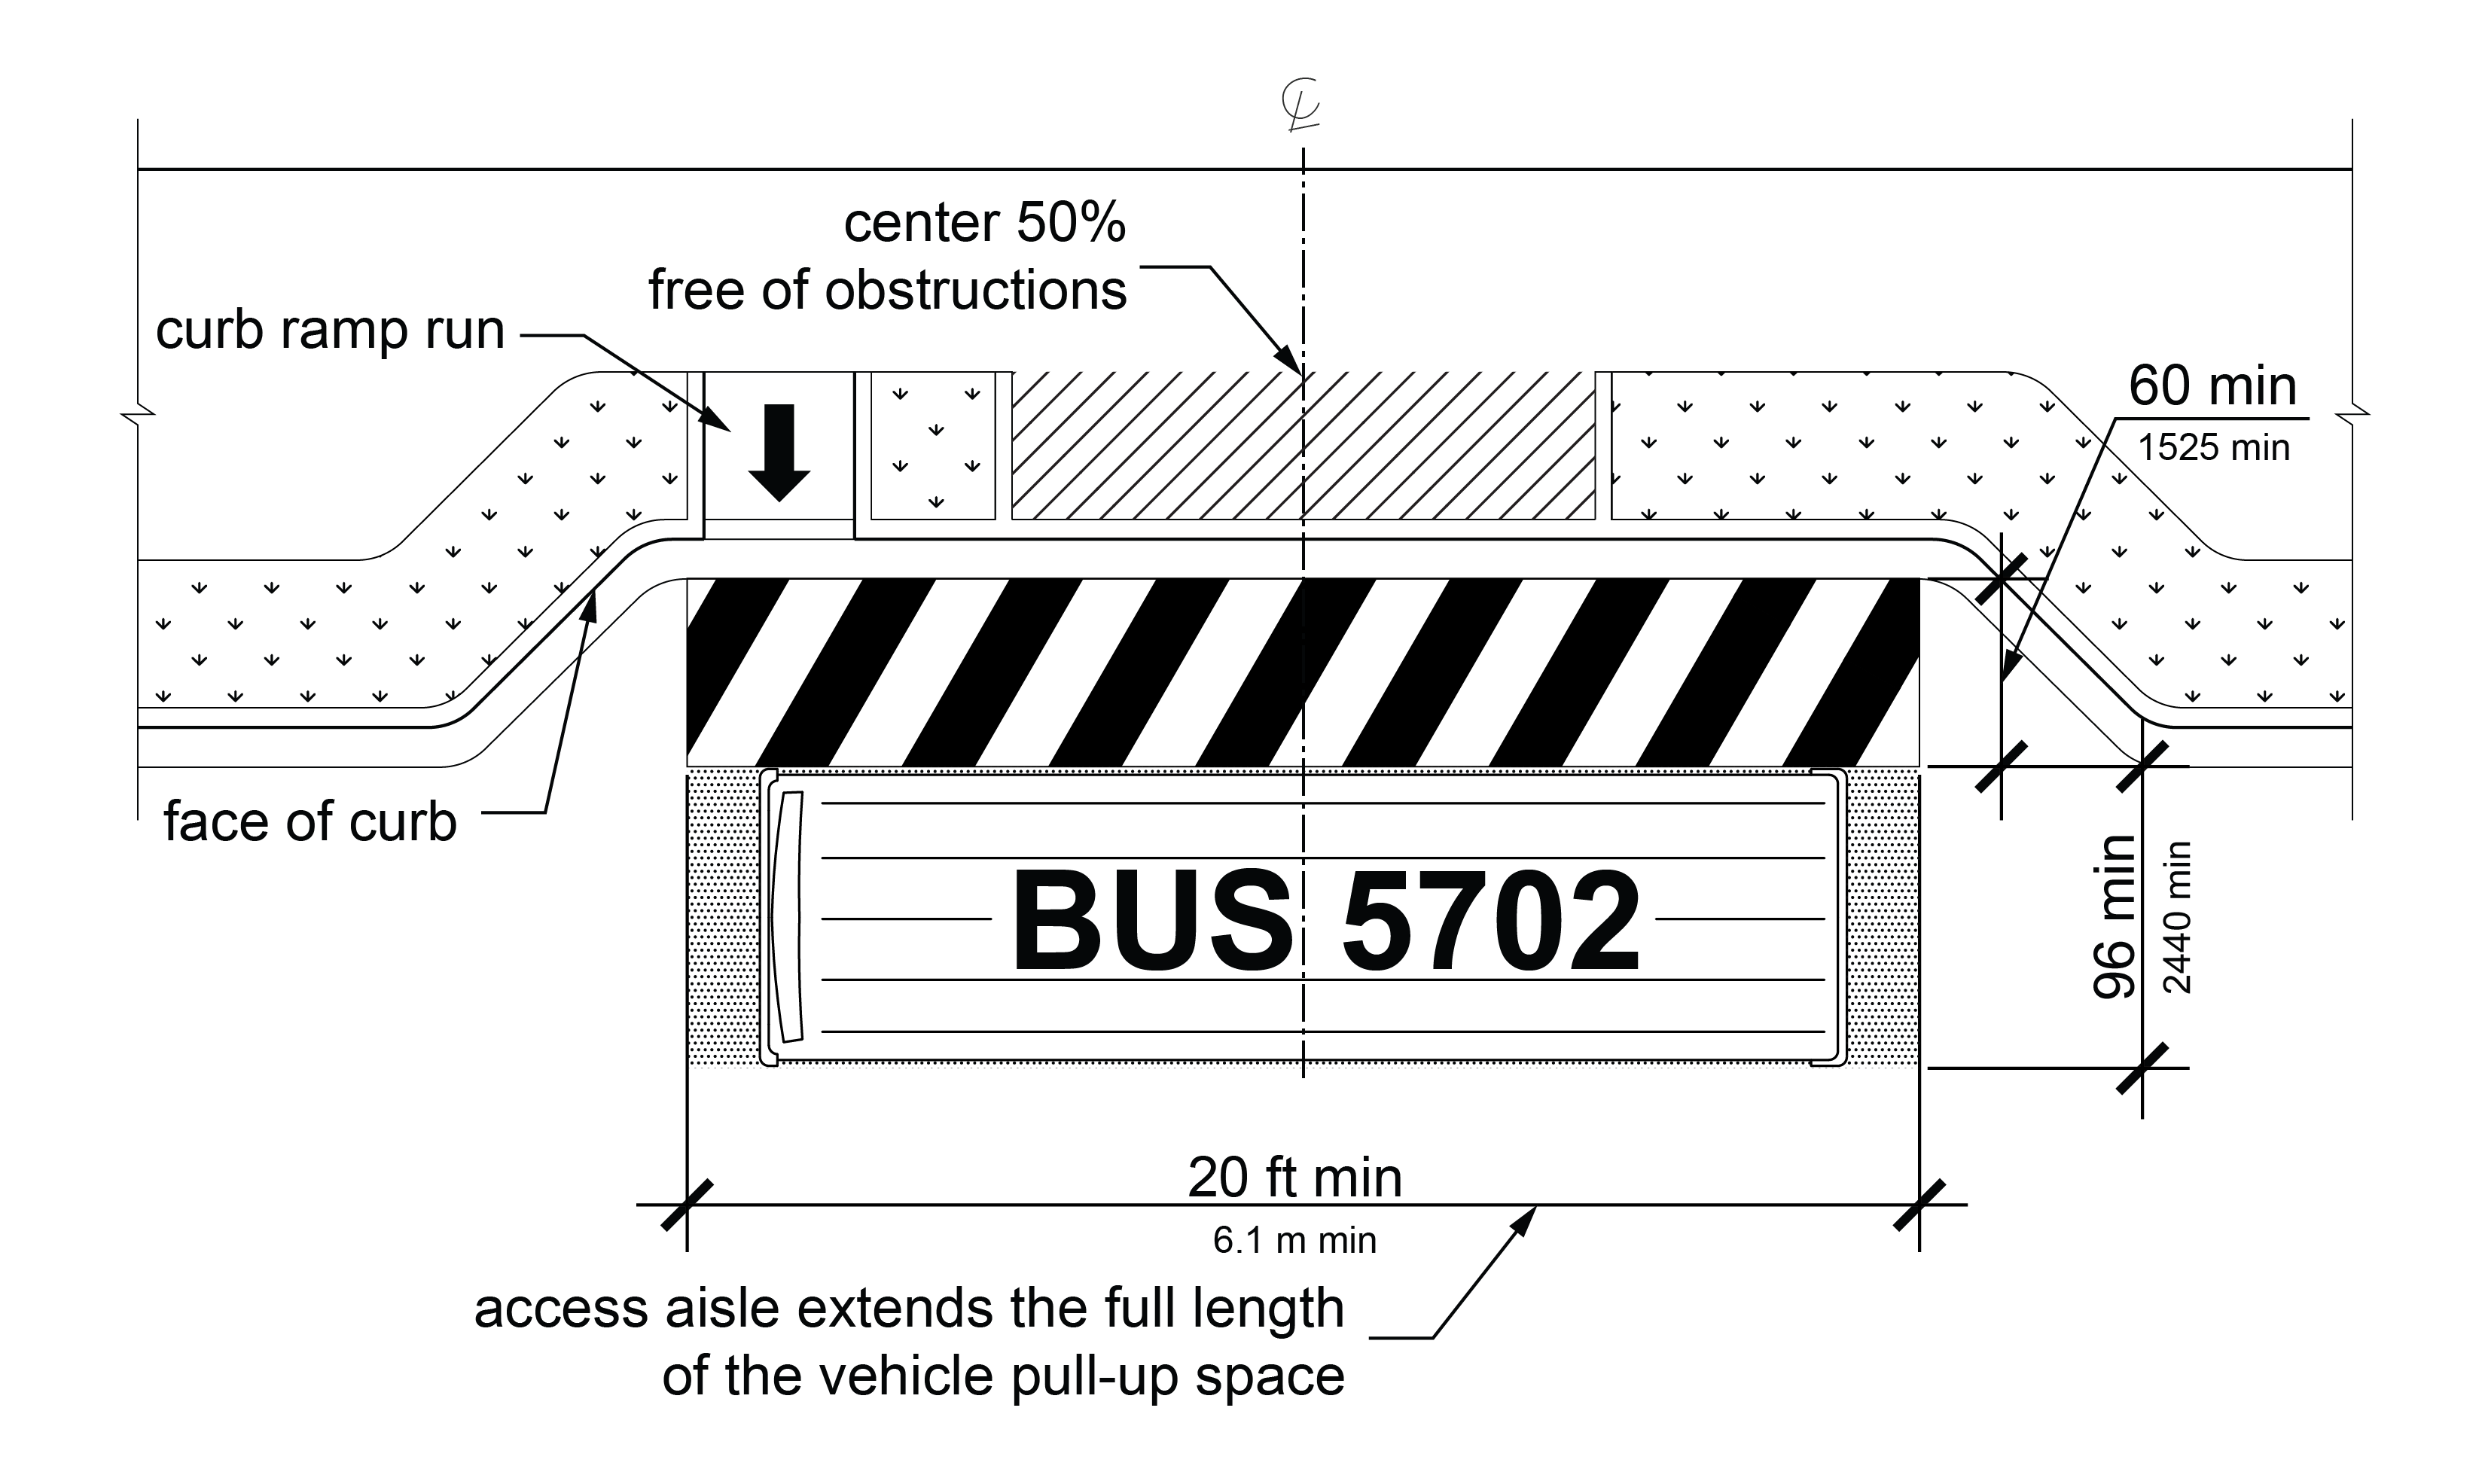 ℄
center 50%
free of obstructions
curb ramp run
60 min
1525 min
face of curb
BUS 5702
96 min
2440 min
20 ft min
6.1 m min
access aisle extends the full length
of the vehicle pull-up space